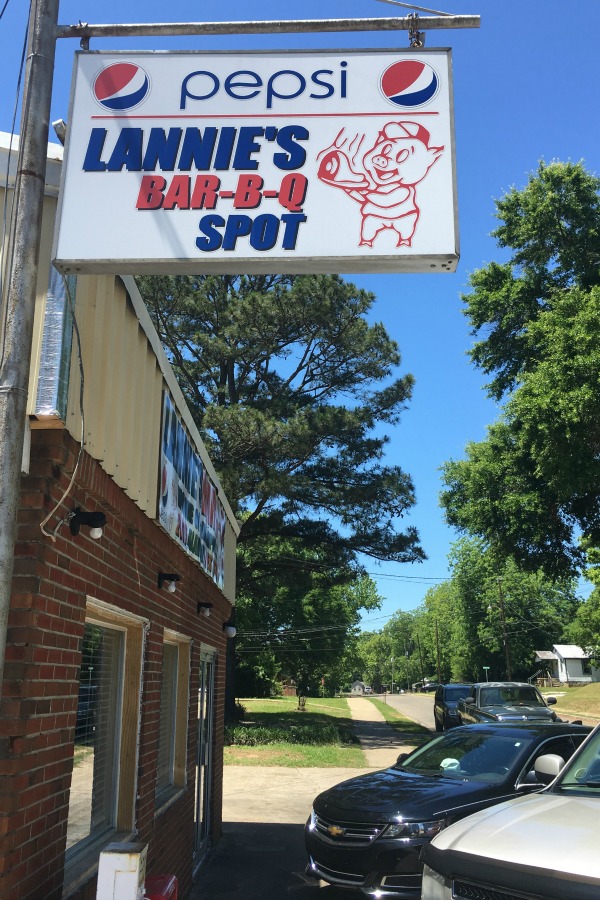 pepsi
LANNIE'S
BAR-B-Q
SPOT